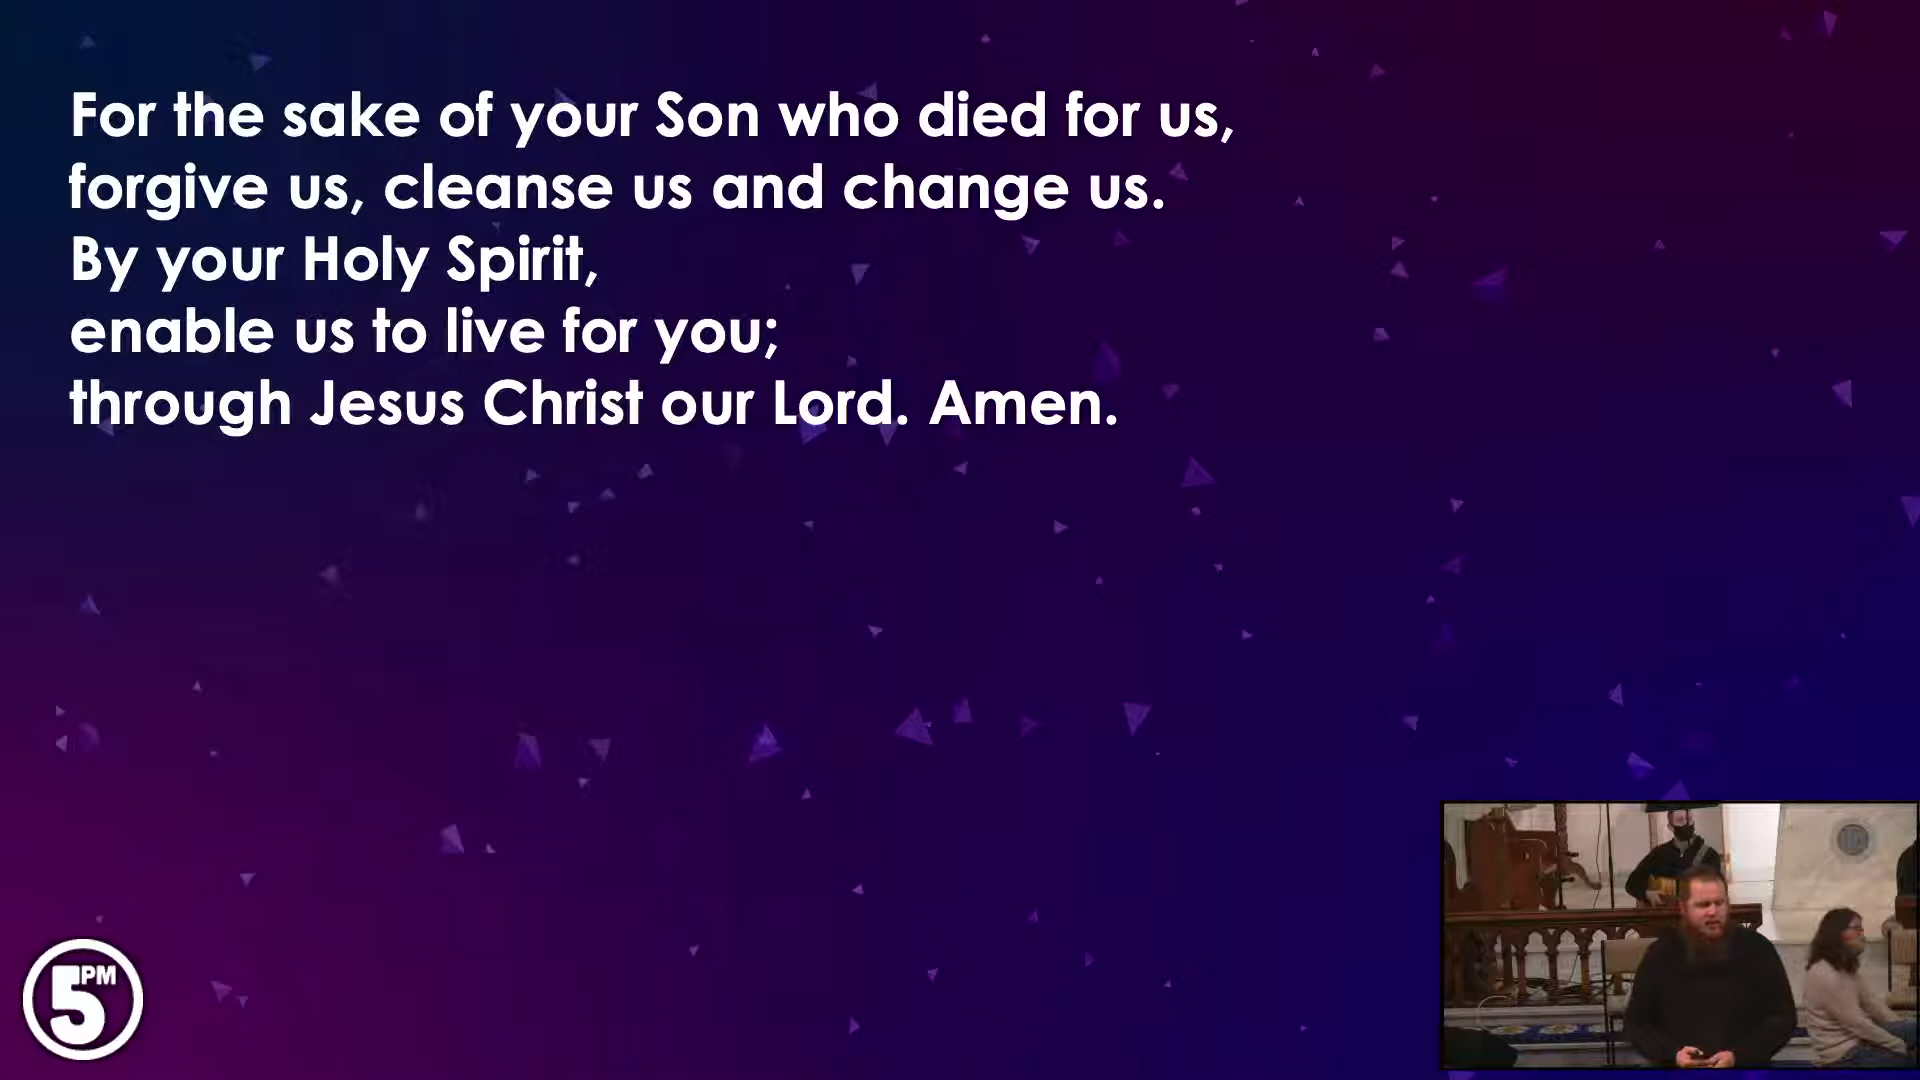 For the sake of your Son who died for us,
forgive us, cleanse us and change us.
By your Holy Spirit,
enable us to live for you;
through Jesus Christ our Lord. Amen.
5PM